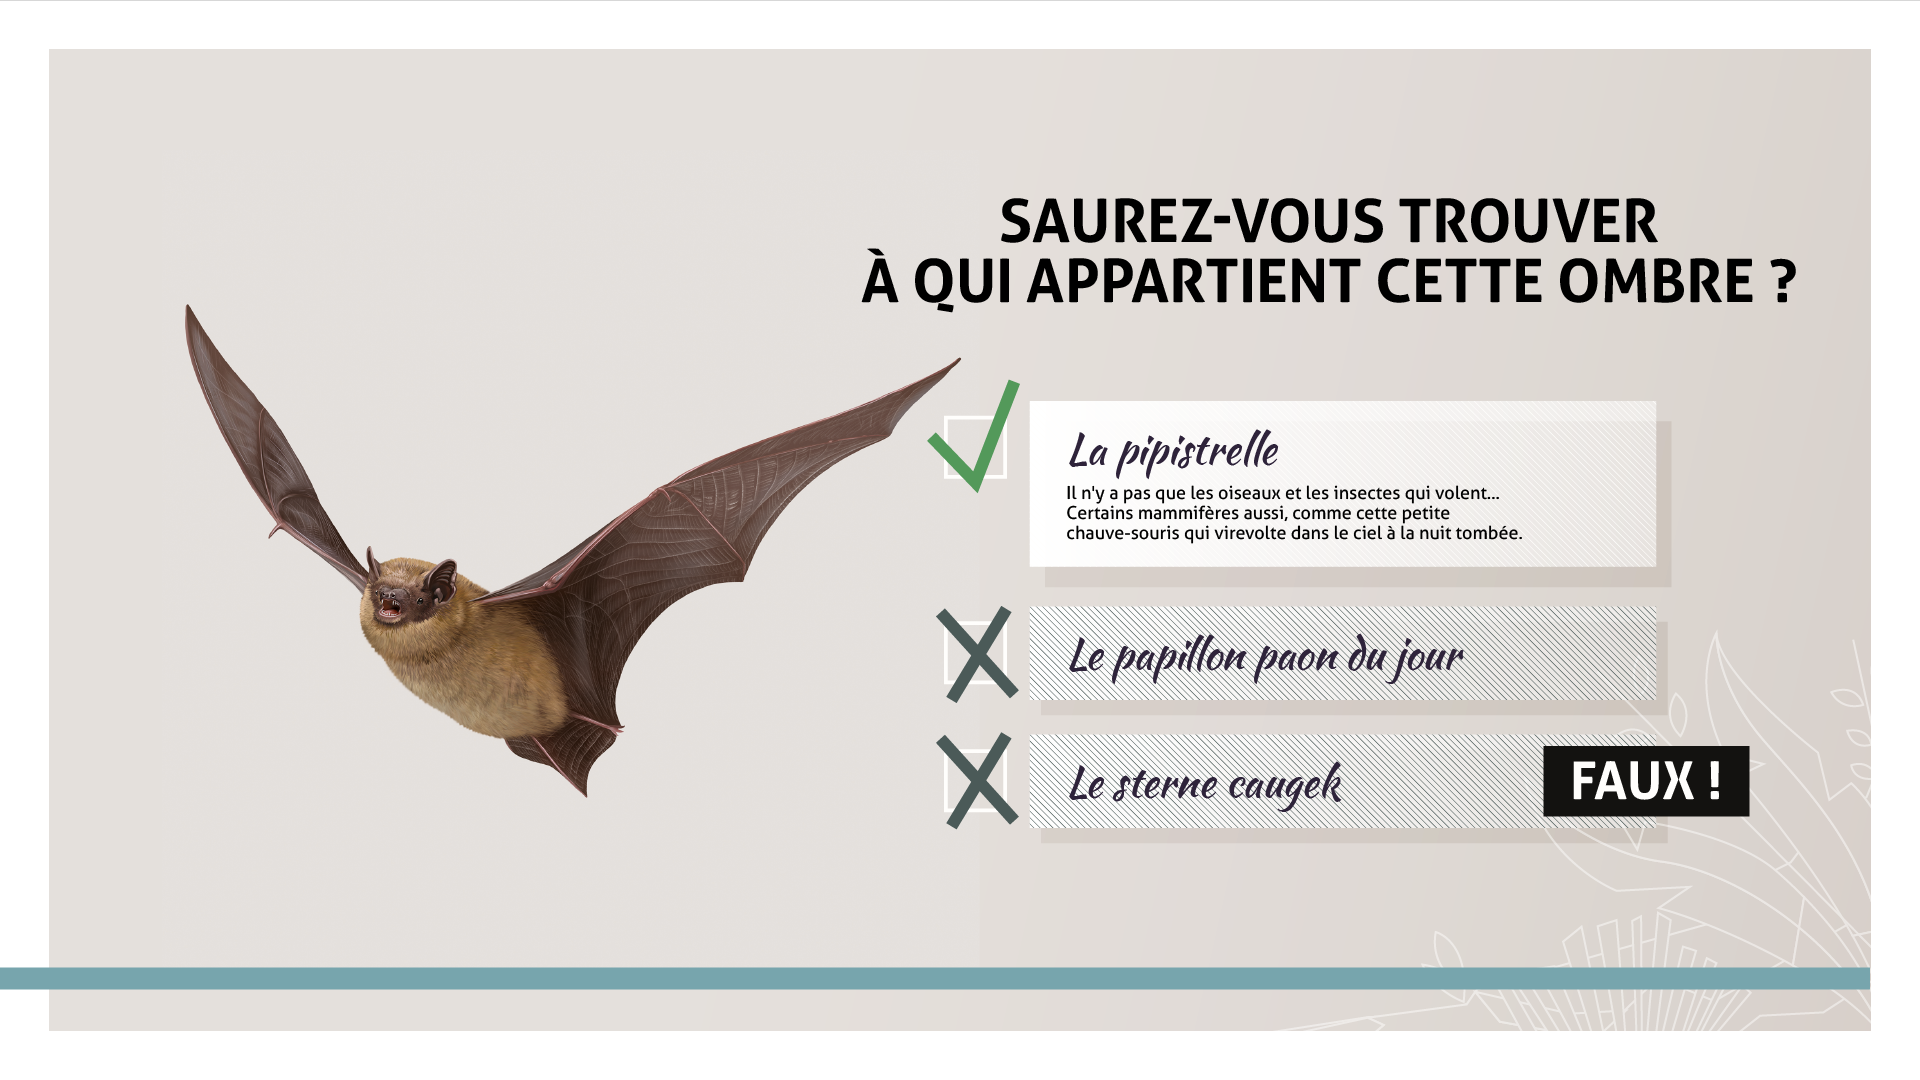 SAUREZ-VOUS TROUVER
À QUI APPARTIENT CETTE OMBRE ?
La pipistrelle
Il n'y a pas que les oiseaux et les insectes qui volent...
Certains mammifères aussi, comme cette petite
chauve-souris qui virevolte dans le ciel à la nuit tombée.
Le papillon paon du jour
Le sterne caugek
FAUX !